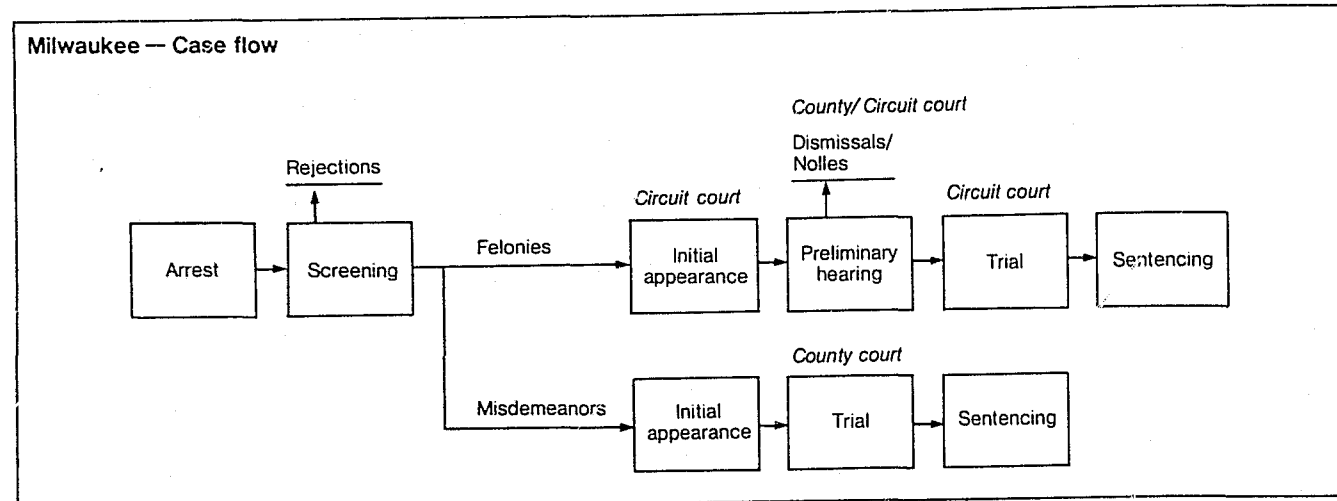 Milwaukee — Case flow
County/Circuit court
Dismissals/
Nolles
Rejections
Circuit court
Circuit court
Arrest
Screening
Felonies
Initial
appearance
Preliminary
hearing
Trial
Sentencing
County court
Misdemeanors
Initial
appearance
Trial
Sentencing